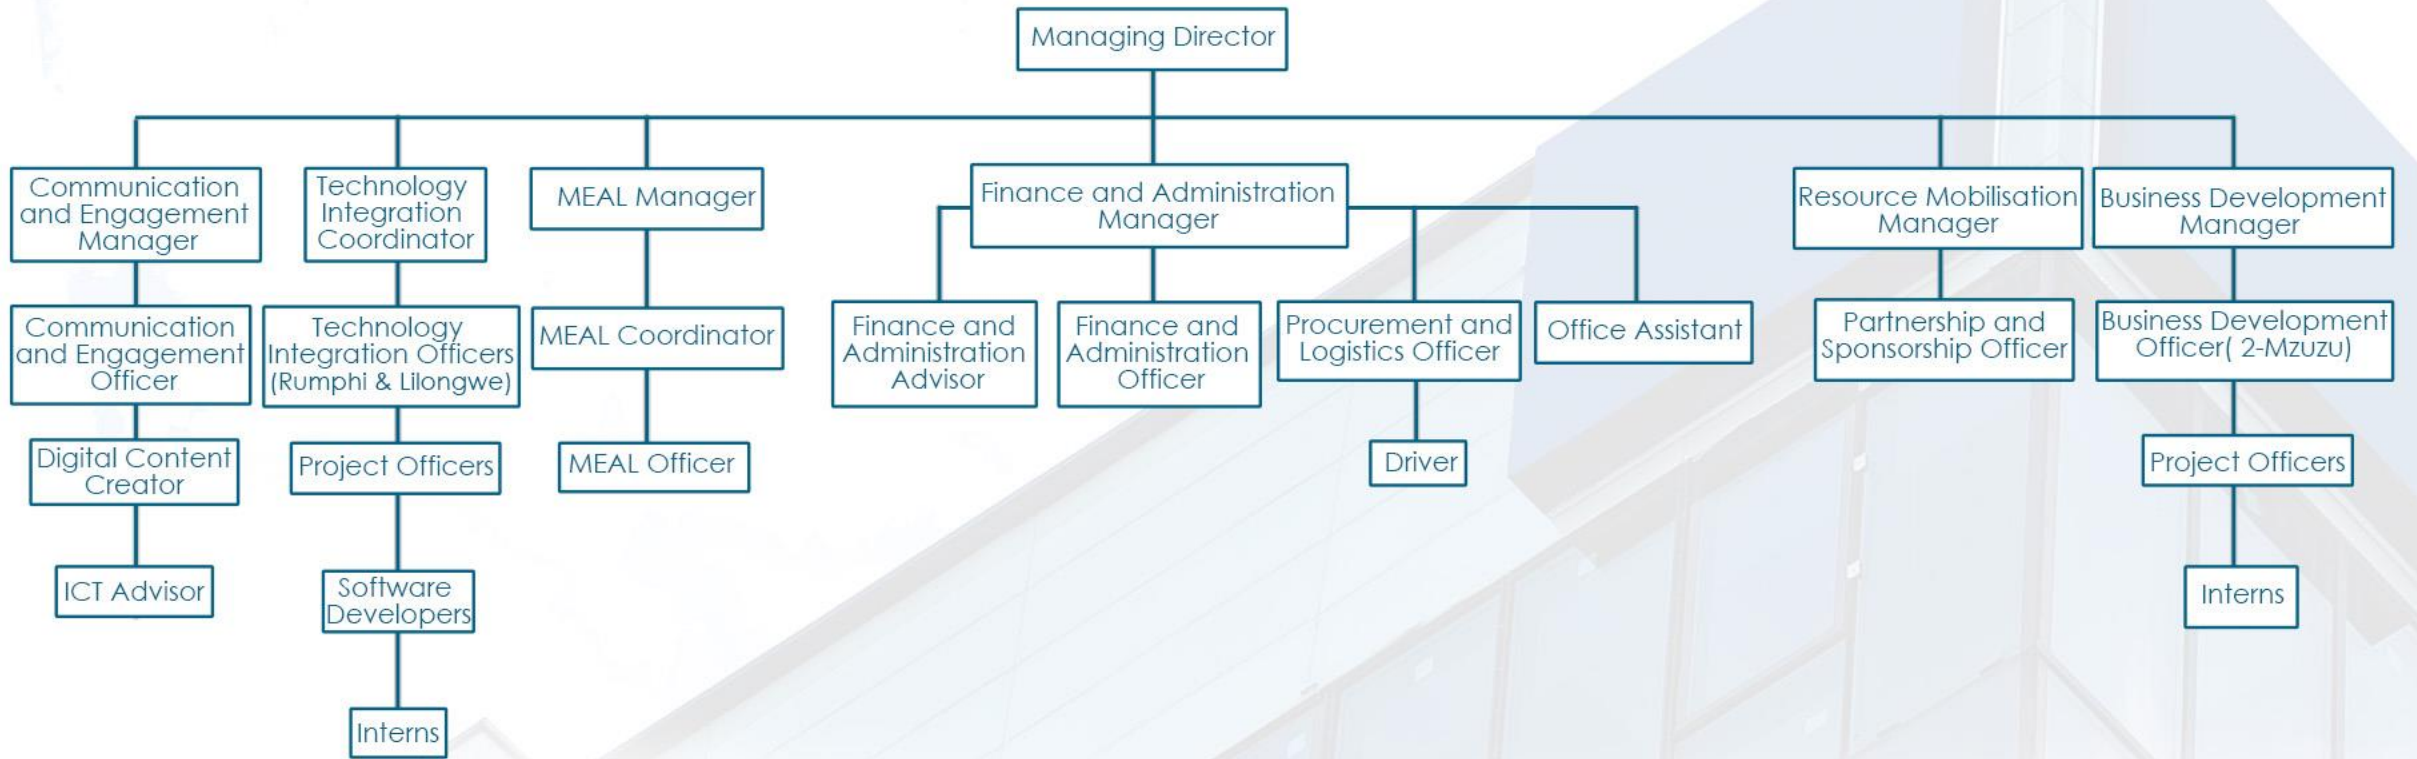 Managing Director
Communication
and Engagement
Manager
Technology
Integration
Coordinator
MEAL Manager
Finance and Administration
Manager
Resource Mobilisation
Manager
Business Development
Manager
Communication
and Engagement
Officer
Technology
Integration Officers
(Rumphi & Lilongwe)
MEAL Coordinator
Finance and
Administration
Advisor
Finance and
Administration
Officer
Procurement and
Logistics Officer
Office Assistant
Partnership and
Sponsorship Officer
Business Development
Officer( 2-Mzuzu)
Digital Content
Creator
Project Officers
MEAL Officer
Driver
Project Officers
ICT Advisor
Software
Developers
Interns
Interns